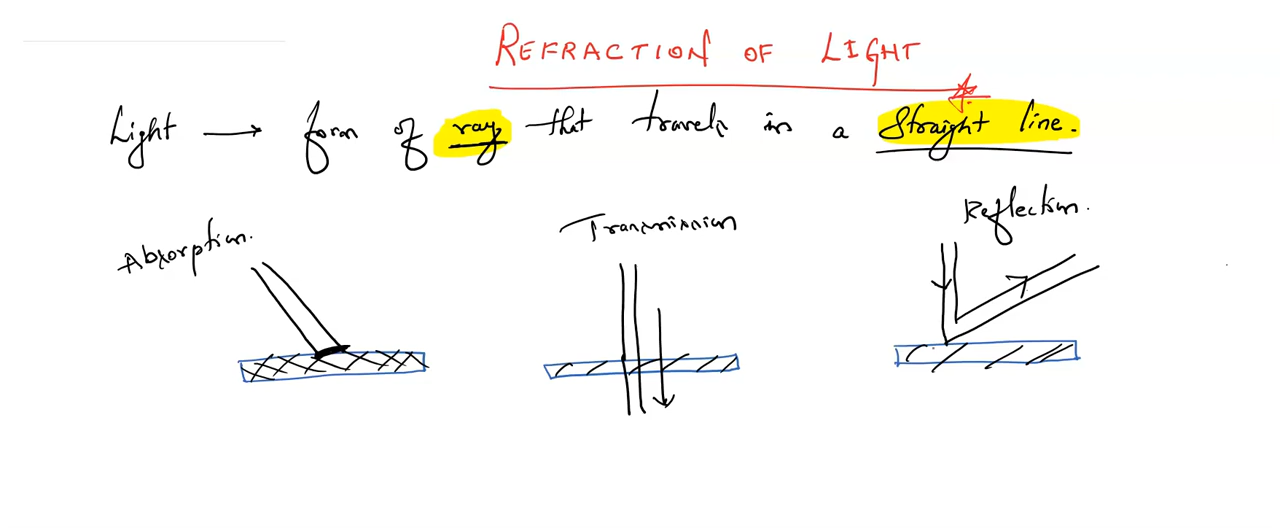 REFRACTION OF LIGHT
Light → form of ray that travels in a straight line.
Absorption.
Transmission
Reflection.